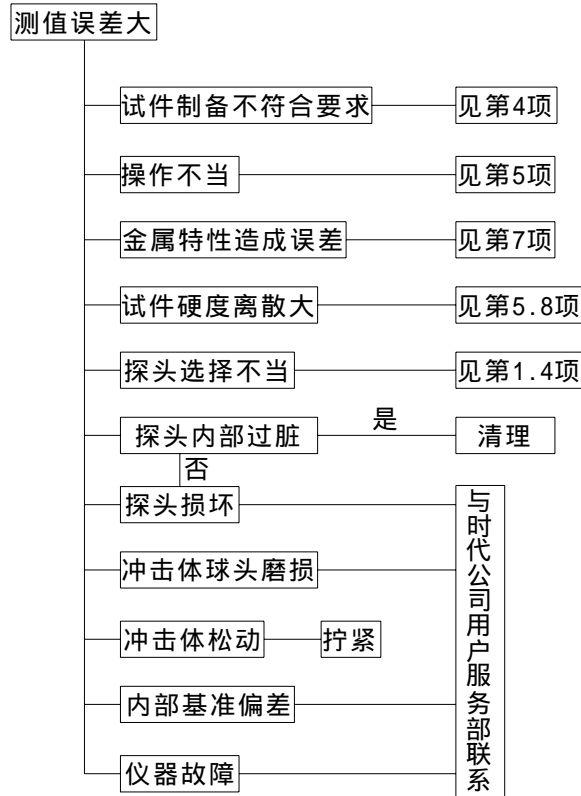 测值误差大
试件制备不符合要求 见第4项
操作不当 见第5项
金属特性造成误差 见第7项
试件硬度离散大 见第5.8项
探头选择不当 见第1.4项
探头内部过脏 是 清理
否
探头损坏
冲击体球头磨损
冲击体松动 拧紧
内部基准偏差
仪器故障
与时代公司用户服务部联系